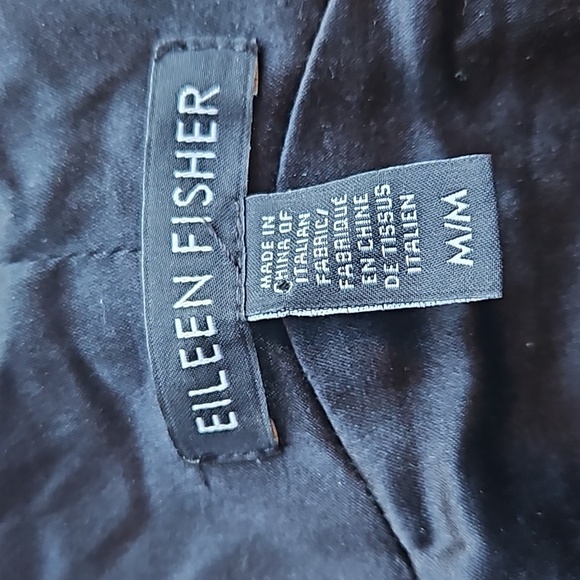 EILEEN FISHER
MADE IN
CHINA OF
ITALIAN
FABRIC/
FABRIQUÉ
EN CHINE
DE TISSUS
ITALIEN
M/M